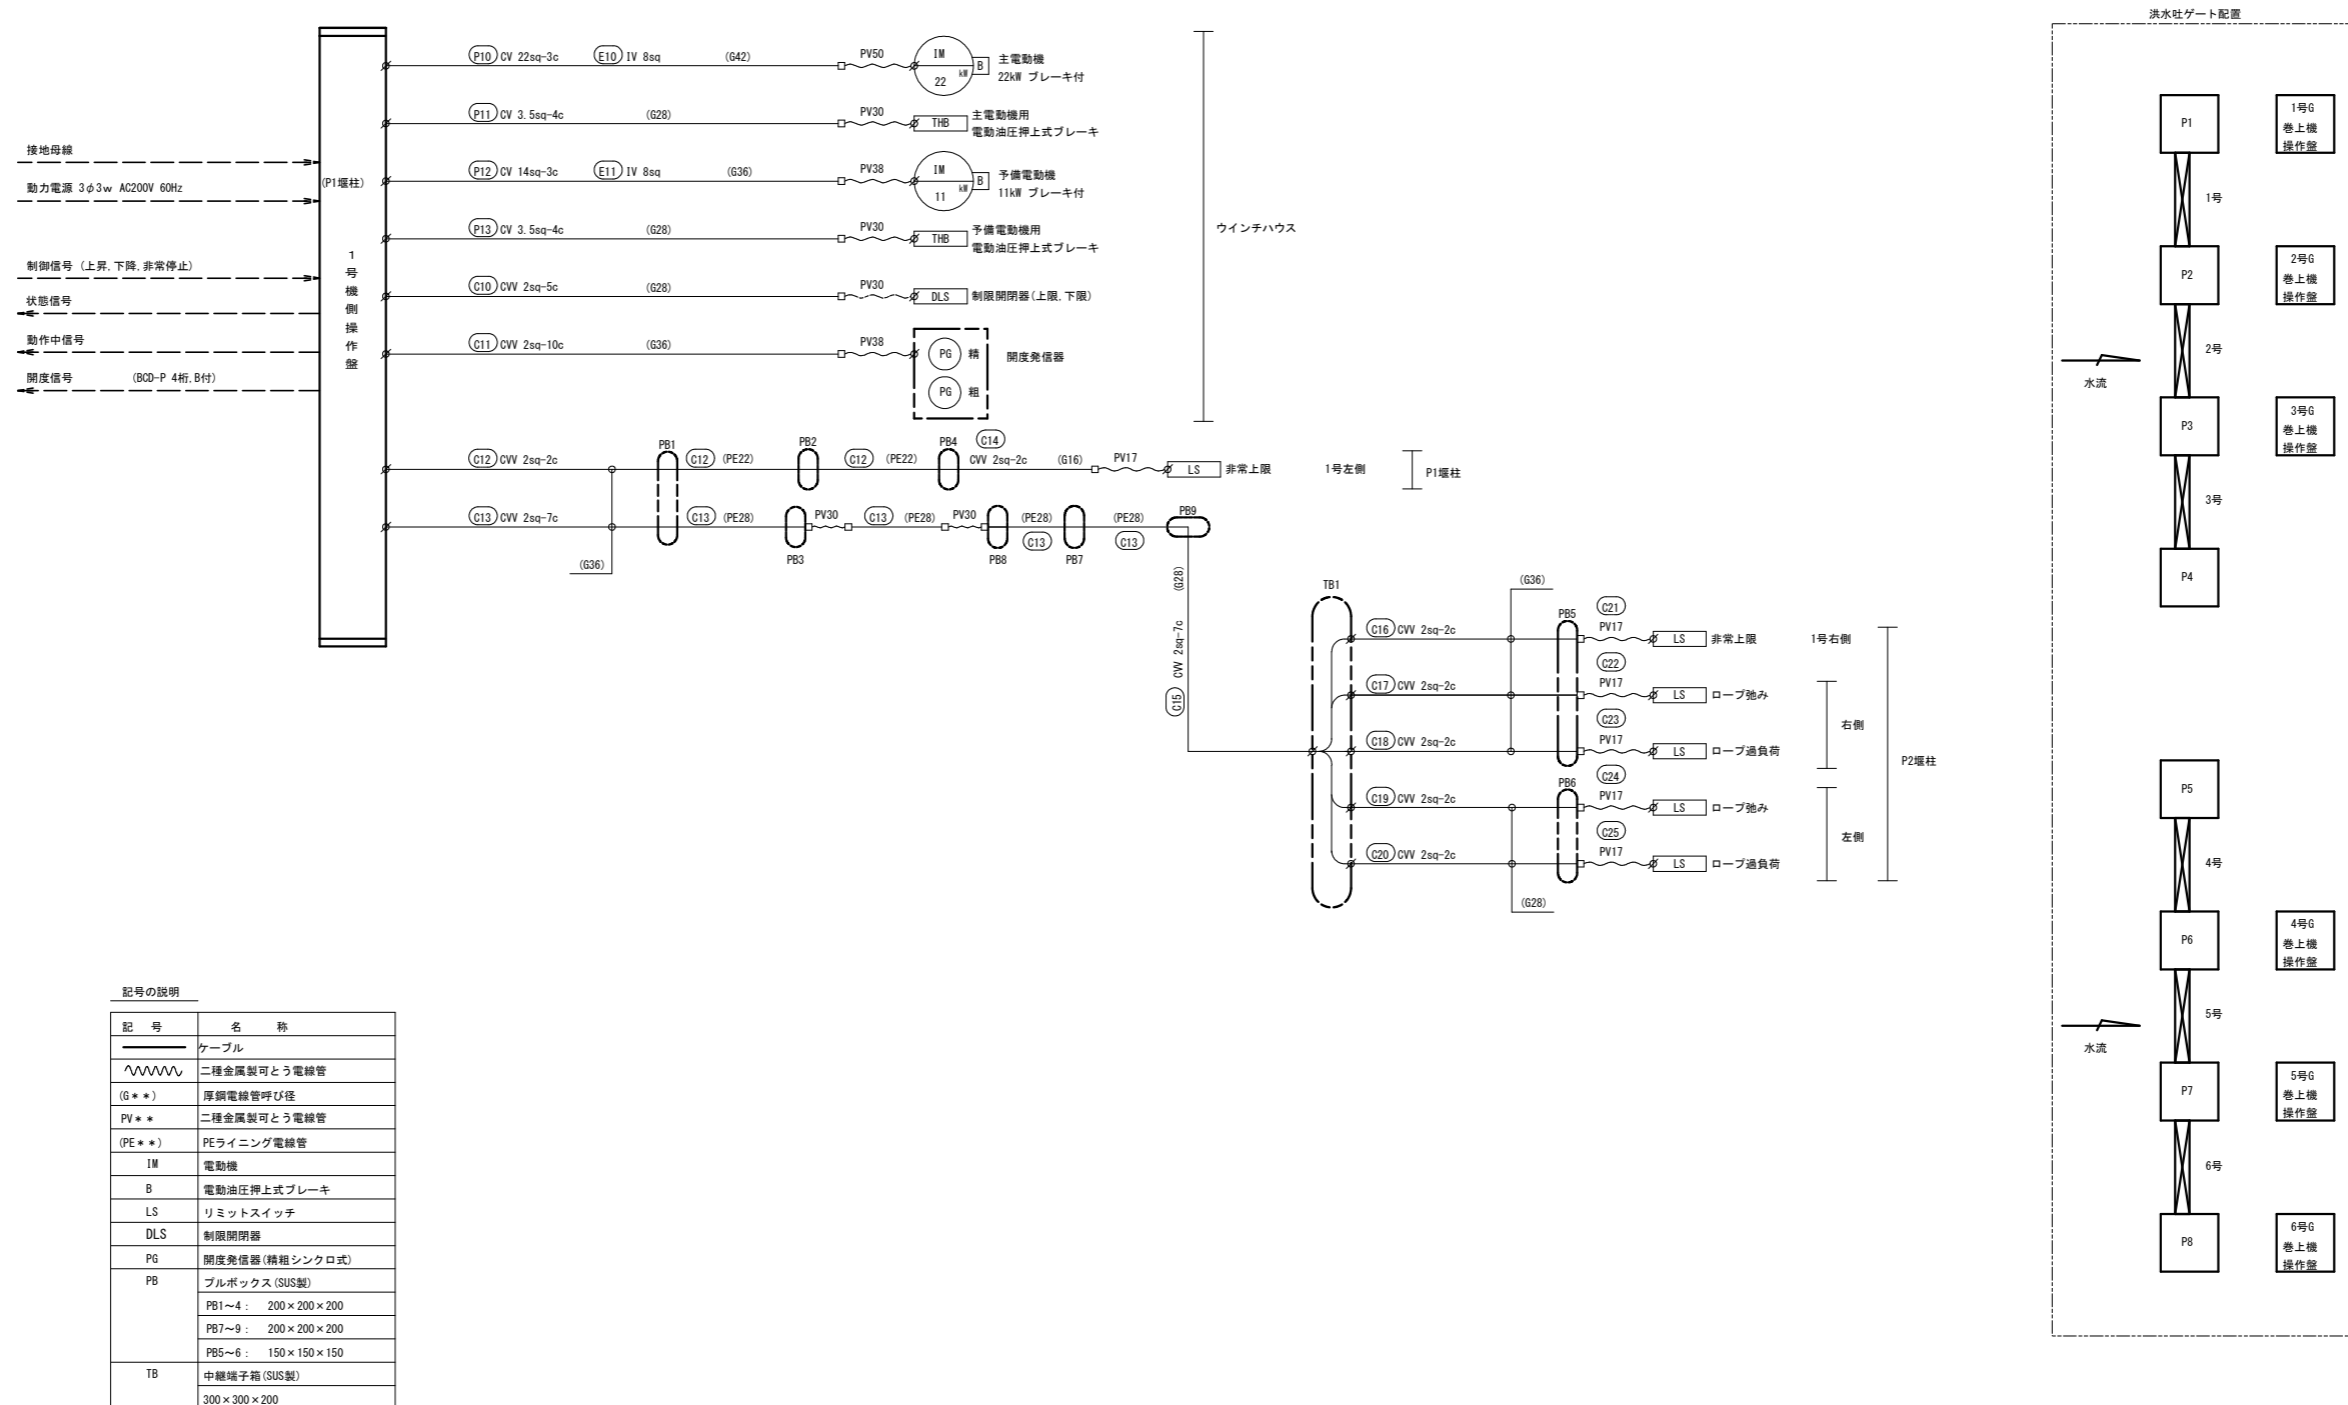 洪水吐ゲート配置
P10 CV 22sq-3c E10 IV 8sq (G42) PV50 IM 22 kW B 主電動機
22kW ブレーキ付
P11 CV 3.5sq-4c (G28) PV30 THB 主電動機用
電動油圧押上式ブレーキ
接地母線
P12 CV 14sq-3c E11 IV 8sq (G36) PV38 IM 11 kW B 予備電動機
11kW ブレーキ付
動力電源 3φ3w AC200V 60Hz
(P1堰柱)
P13 CV 3.5sq-4c (G28) PV30 THB 予備電動機用
電動油圧押上式ブレーキ
ウインチハウス
1号機側操作盤
制御信号 (上昇,下降,非常停止)
C10 CVV 2sq-5c (G28) PV30 DLS 制限開閉器(上限,下限)
状態信号
動作中信号
C11 CVV 2sq-10c (G36) PV38 PG 精 開度発信器
PG 粗
開度信号 (BCD-P 4桁,B付)
C12 CVV 2sq-2c PB1 C12 (PE22) PB2 C12 (PE22) PB4 C14 CVV 2sq-2c (G16) PV17 LS 非常上限 1号左側 P1堰柱
C13 CVV 2sq-7c C13 (PE28) PB3 PV30 C13 (PE28) PV30 PB8 (PE28) C13 PB7 (PE28) C13 PB9
(G36)
C15 CVV 2sq-7c (G28)
TB1
(G36)
C16 CVV 2sq-2c PB5 C21 PV17 LS 非常上限 1号右側
C17 CVV 2sq-2c C22 PV17 LS ロープ弛み
右側
C18 CVV 2sq-2c C23 PV17 LS ロープ過負荷
P2堰柱
C19 CVV 2sq-2c PB6 C24 PV17 LS ロープ弛み
左側
C20 CVV 2sq-2c C25 PV17 LS ロープ過負荷
(G28)
P1
1号G
巻上機
操作盤
1号
P2
2号G
巻上機
操作盤
2号
水流
P3
3号G
巻上機
操作盤
3号
P4
P5
4号
P6
4号G
巻上機
操作盤
5号
水流
P7
5号G
巻上機
操作盤
6号
P8
6号G
巻上機
操作盤
記号の説明
記 号 名 称
ケーブル
二種金属製可とう電線管
(G＊＊) 厚鋼電線管呼び径
PV＊＊ 二種金属製可とう電線管
(PE＊＊) PEライニング電線管
IM 電動機
B 電動油圧押上式ブレーキ
LS リミットスイッチ
DLS 制限開閉器
PG 開度発信器(精粗シンクロ式)
PB プルボックス(SUS製)
PB1～4： 200×200×200
PB7～9： 200×200×200
PB5～6： 150×150×150
TB 中継端子箱(SUS製)
300×300×200